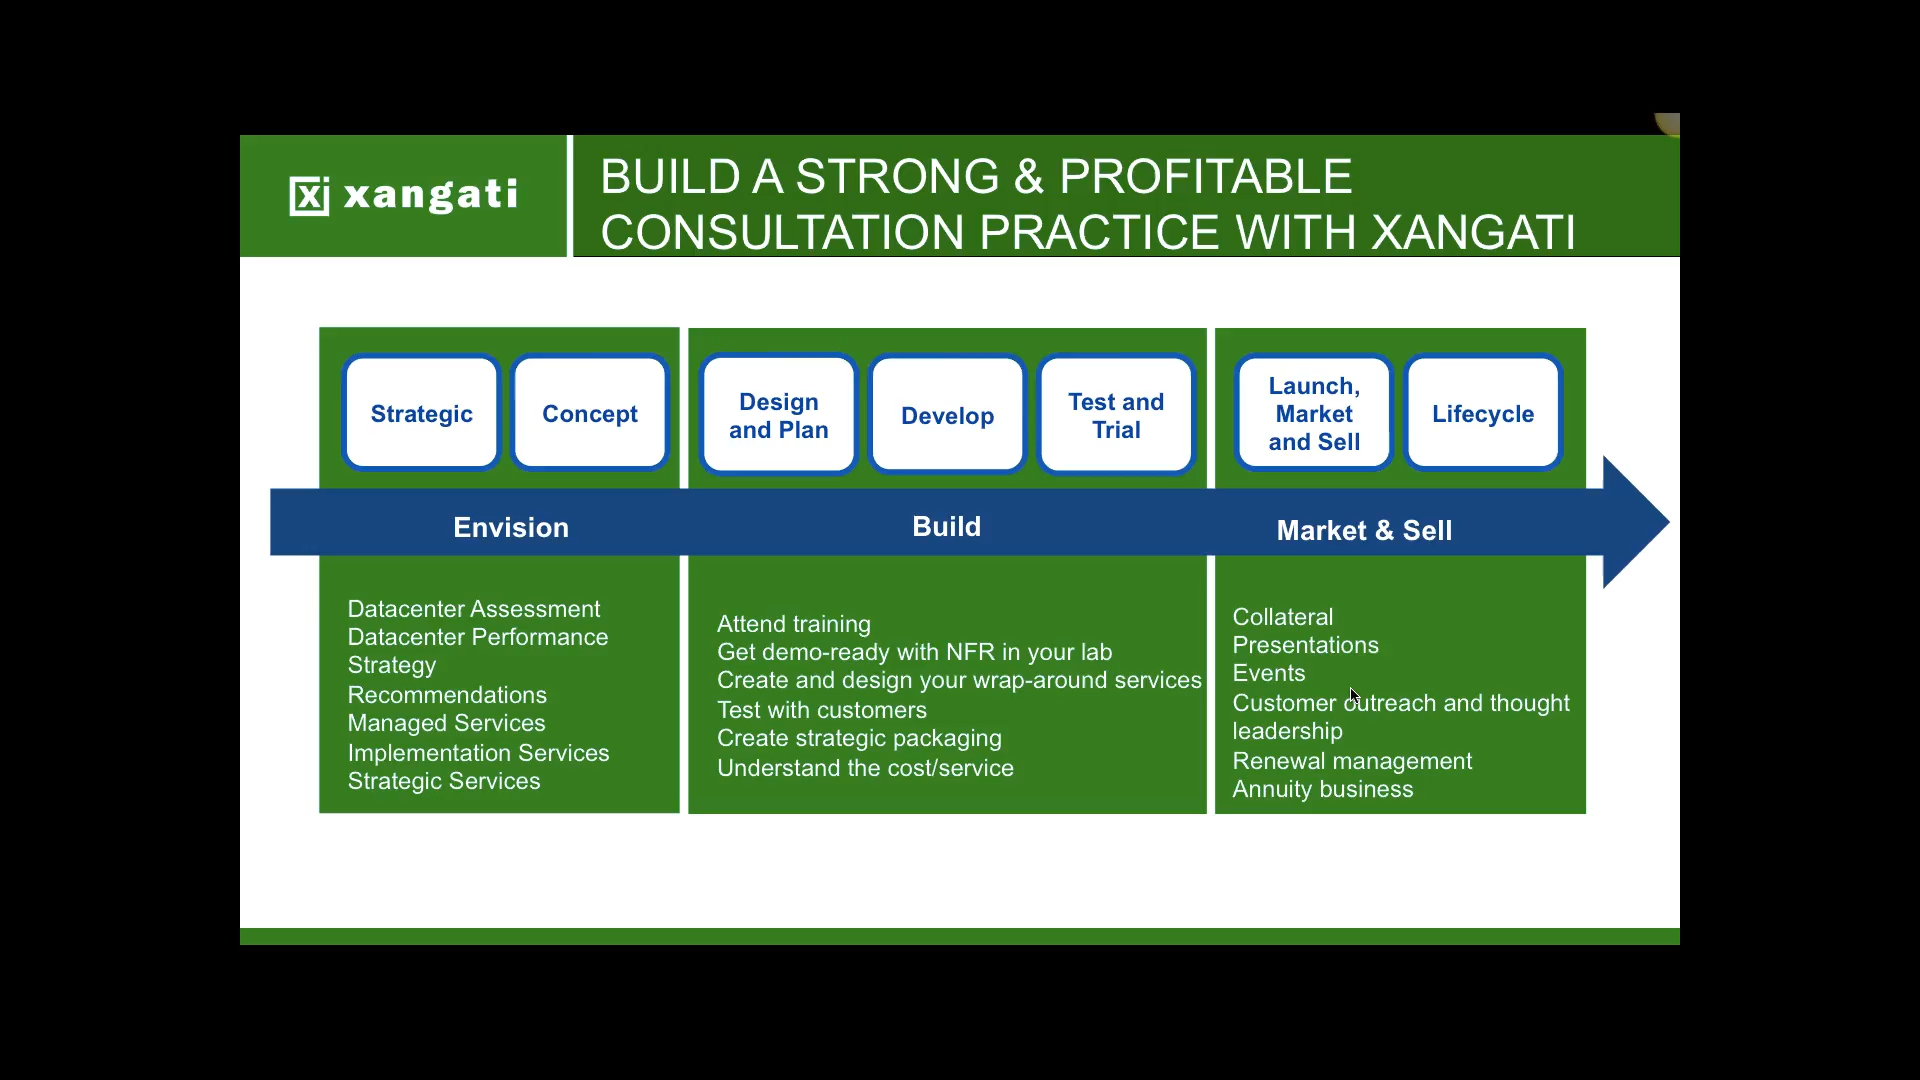 xi xangati
BUILD A STRONG & PROFITABLE
CONSULTATION PRACTICE WITH XANGATI
Strategic
Concept
Design
and Plan
Develop
Test and
Trial
Launch,
Market
and Sell
Lifecycle
Envision
Build
Market & Sell
Datacenter Assessment
Datacenter Performance
Strategy
Recommendations
Managed Services
Implementation Services
Strategic Services
Attend training
Get demo-ready with NFR in your lab
Create and design your wrap-around services
Test with customers
Create strategic packaging
Understand the cost/service
Collateral
Presentations
Events
Customer outreach and thought
leadership
Renewal management
Annuity business